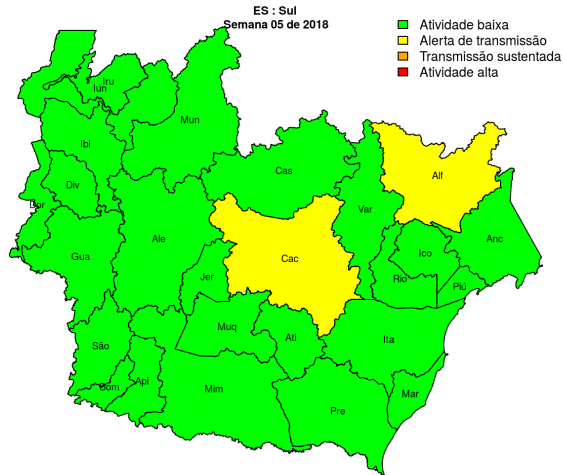 ES : Sul
Semana 05 de 2018
Atividade baixa
Alerta de transmissão
Transmissão sustentada
Atividade alta
Iru
Iún
Mun
Ibi
Cas
Alf
Div
Dor
Var
Ale
Anc
Gua
Cac
Ico
Jer
Rio
Piú
Muq
Ati
Ita
São
Api
Bom
Mim
Mar
Pre